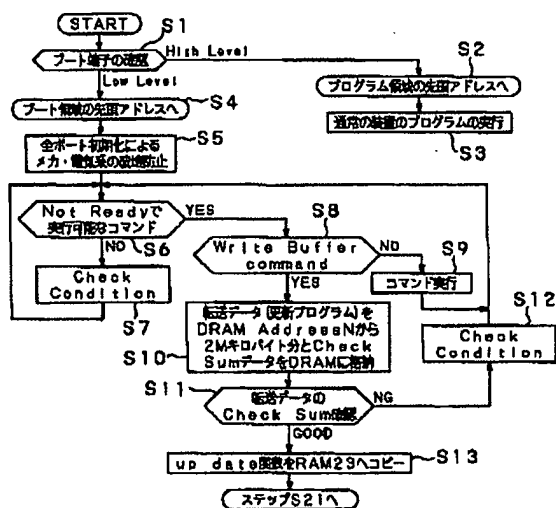 START
S1
ブート端子の確認
High Level
Low Level
S2
プログラム領域の先頭アドレスへ
S4
ブート領域の先頭アドレスへ
通常の装置のプログラムの実行
S3
S5
全ポート初期化による
メカ・電気系の破壊防止
Not Readyで
実行可能なコマンド
YES
S6
NO
S8
Write Buffer
command
NO
S9
YES
コマンド実行
Check
Condition
S7
S12
Check
Condition
転送データ(更新プログラム)を
DRAM AddressNから
2Mキロバイト分とCheck
SumデータをDRAMに格納
S10
S11
転送データの
Check Sum確認
NG
GOOD
up date関数をRAM23へコピー
S13
ステップS21へ